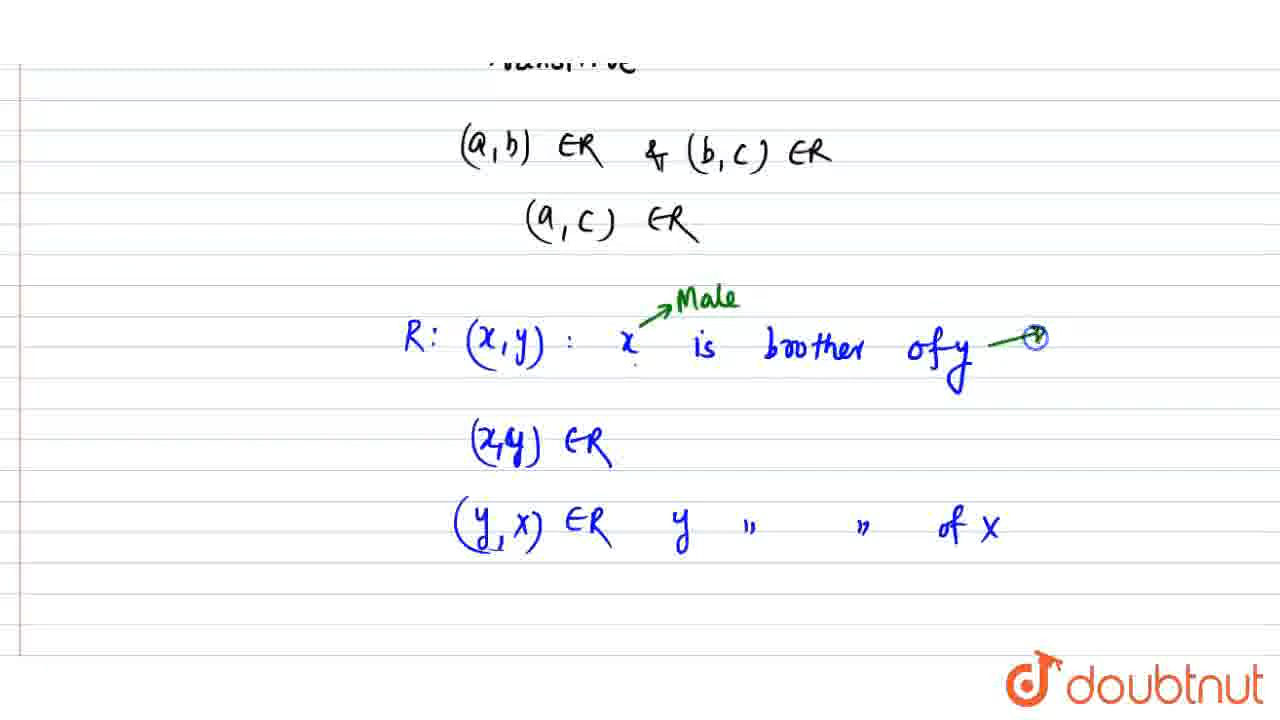 (a, b) ∈R & (b, c) ∈R
(a, c) ∈R
Male
R: (x, y) : x is brother of y
(x,y) ∈R
(y, x) ∈R y " " of x
doubtnut